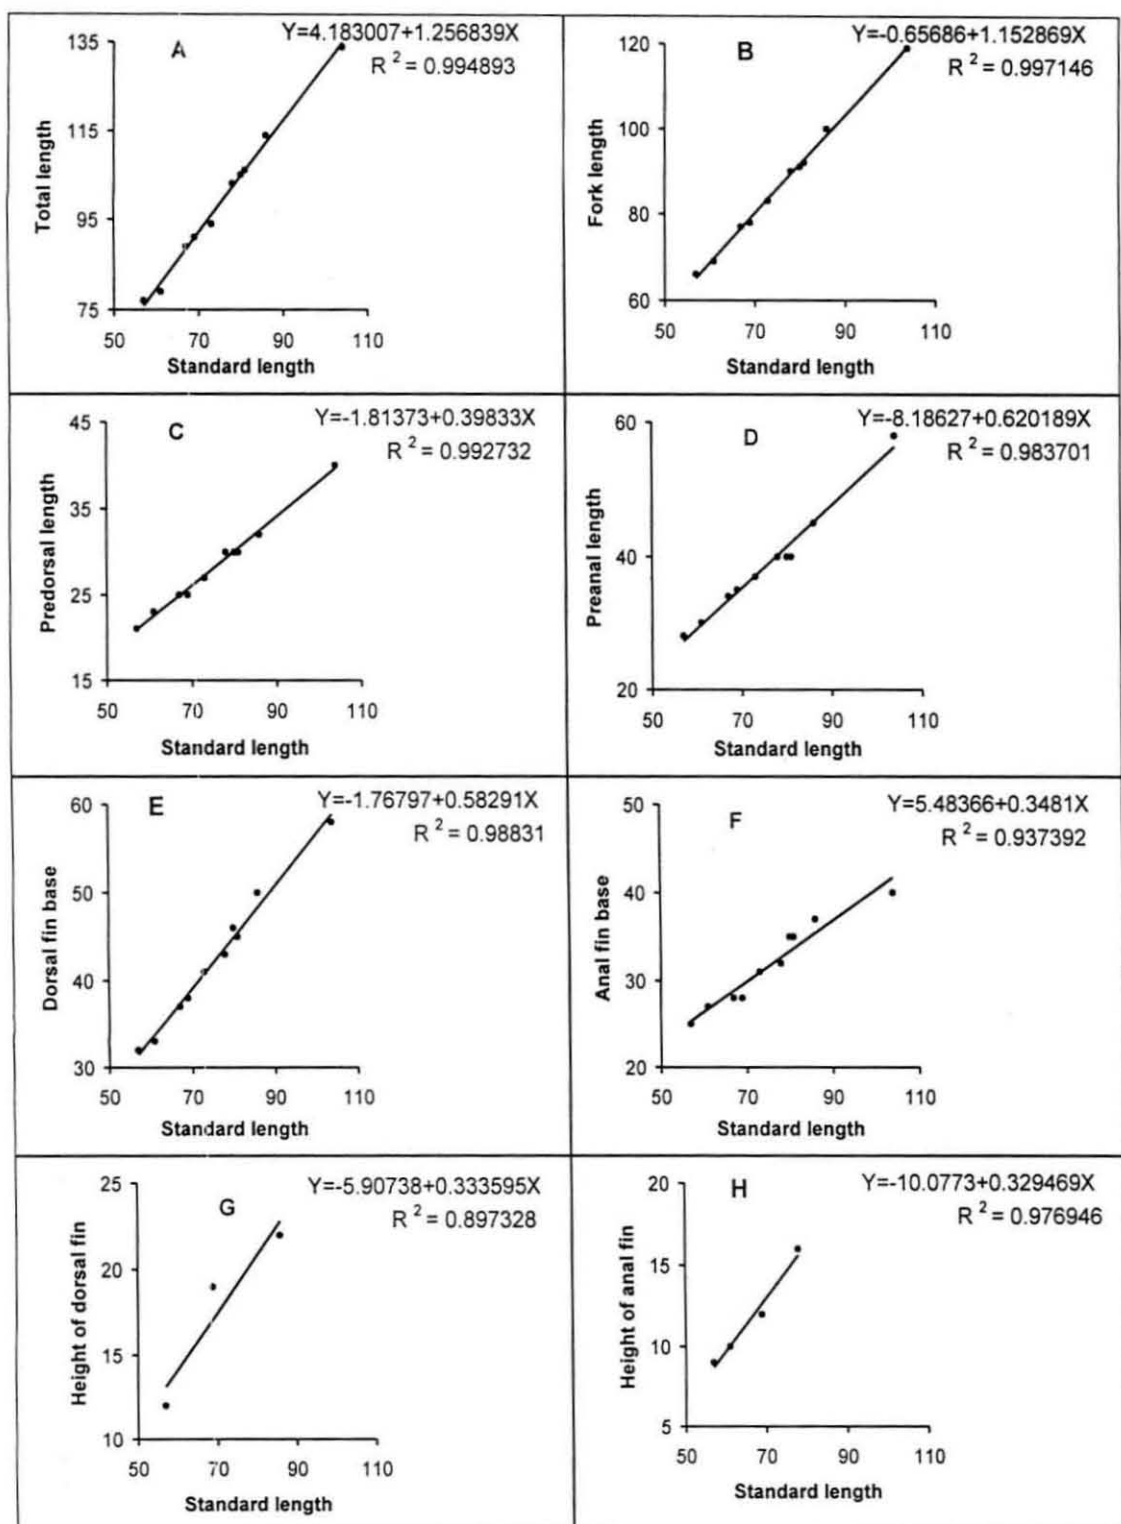 A
Y=4.183007+1.256839X
R 2 = 0.994893
Total length
135
115
95
75
50 70 90 110
Standard length
B
Y=-0.65686+1.152869X
R 2 = 0.997146
Fork length
120
100
80
60
50 70 90 110
Standard length
C
Y=-1.81373+0.39833X
R 2 = 0.992732
Predorsal length
45
35
25
15
50 70 90 110
Standard length
D
Y=-8.18627+0.620189X
R 2 = 0.983701
Preanal length
60
40
20
50 70 90 110
Standard length
E
Y=-1.76797+0.58291X
R 2 = 0.98831
Dorsal fin base
60
50
40
30
50 70 90 110
Standard length
F
Y=5.48366+0.3481X
R 2 = 0.937392
Anal fin base
50
40
30
20
50 70 90 110
Standard length
G
Y=-5.90738+0.333595X
R 2 = 0.897328
Height of dorsal fin
25
20
15
10
50 70 90 110
Standard length
H
Y=-10.0773+0.329469X
R 2 = 0.976946
Height of anal fin
20
15
10
5
50 70 90 110
Standard length